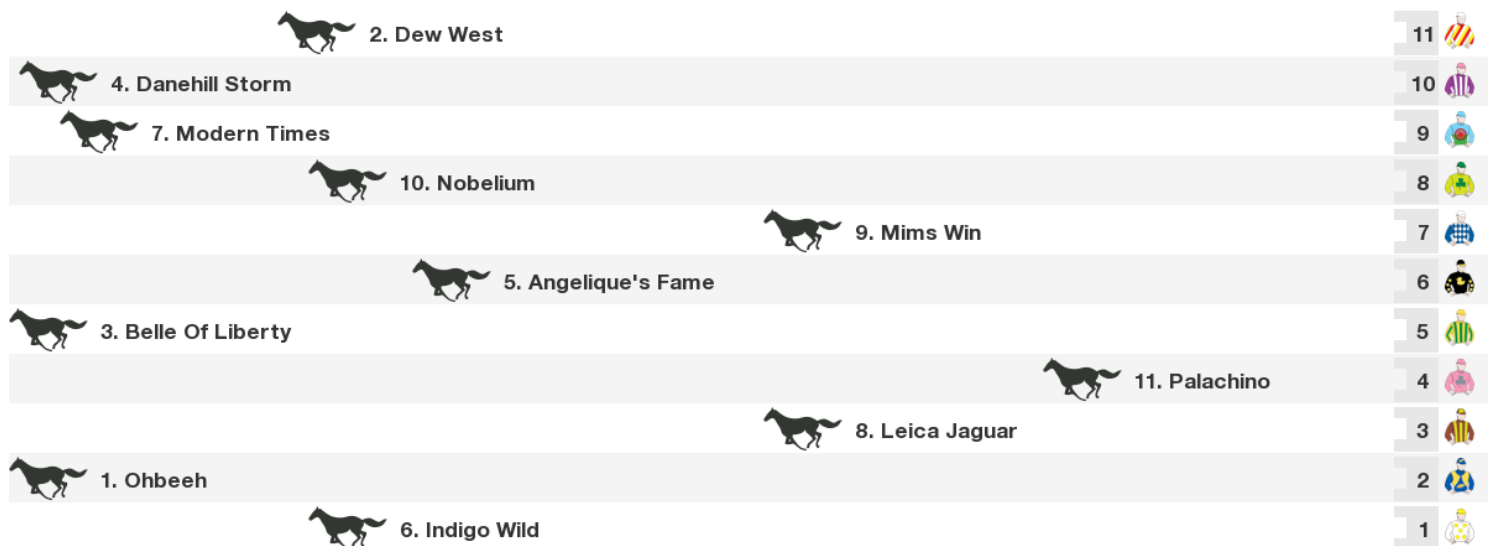 2. Dew West 11
4. Danehill Storm 10
7. Modern Times 9
10. Nobelium 8
9. Mims Win 7
5. Angelique's Fame 6
3. Belle Of Liberty 5
11. Palachino 4
8. Leica Jaguar 3
1. Ohbeeh 2
6. Indigo Wild 1